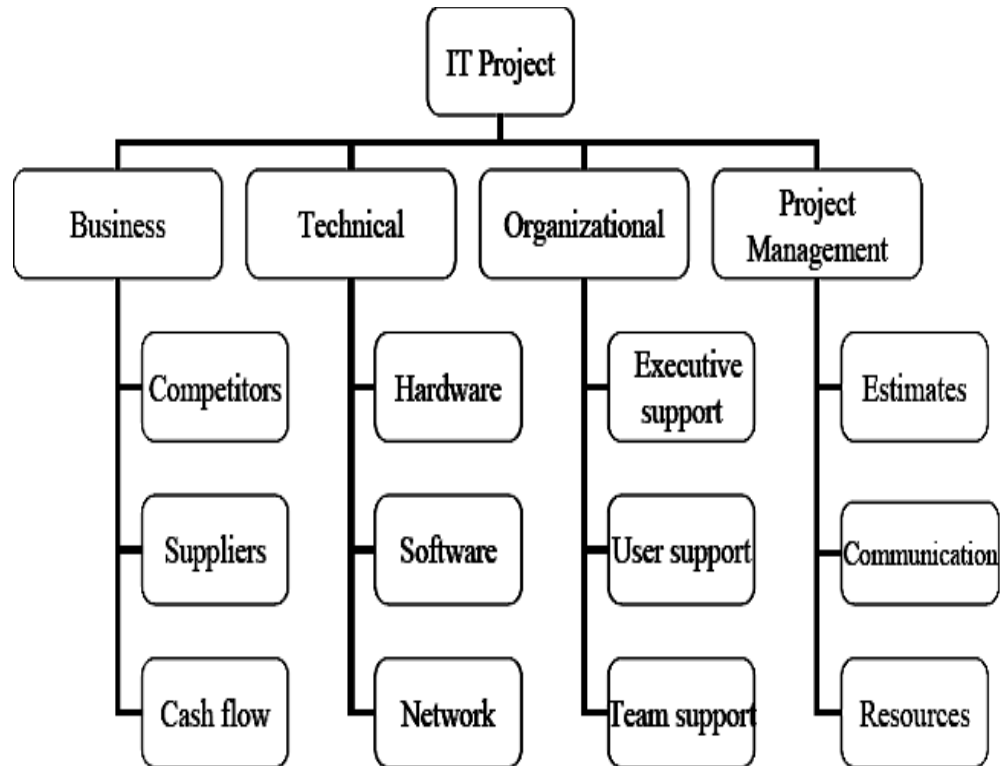 IT Project
Business
Technical
Organizational
Project
Management
Competitors
Hardware
Executive
support
Estimates
Suppliers
Software
User support
Communication
Cash flow
Network
Team support
Resources